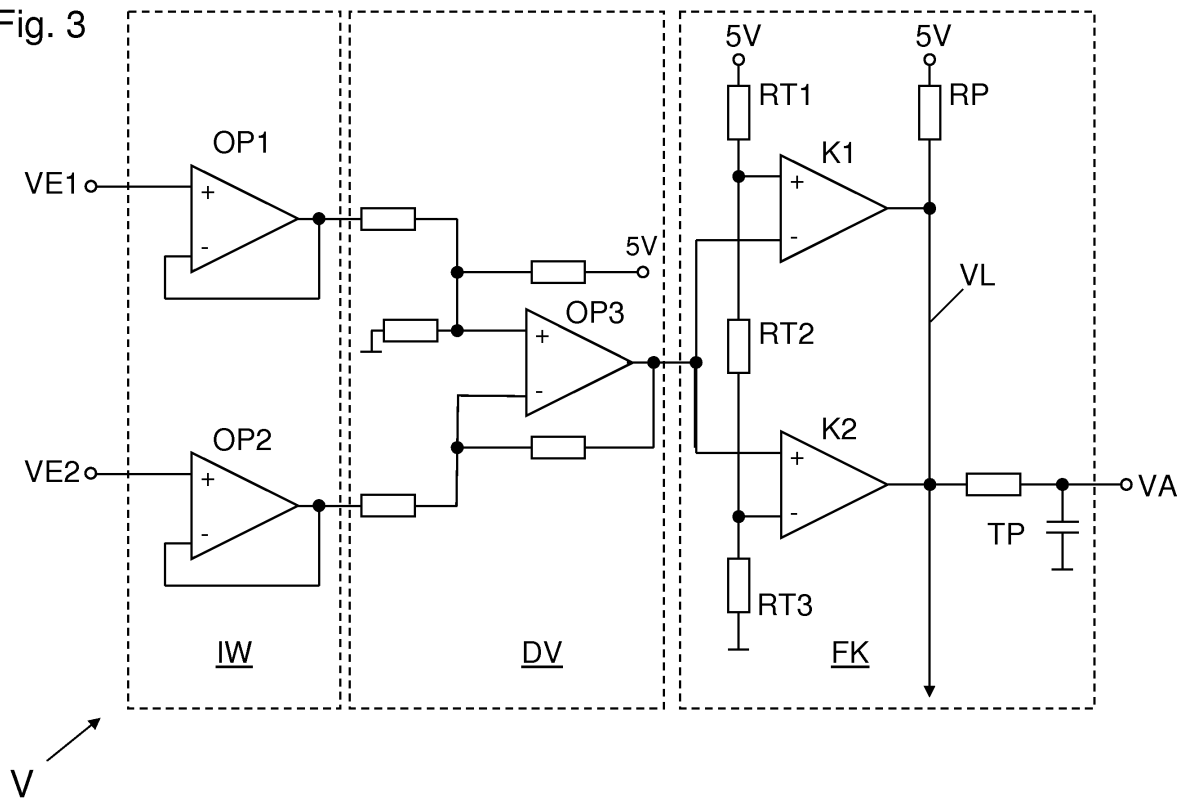 Fig. 3
5V
5V
RT1
RP
OP1
K1
VE1
+
+
-
-
5V
VL
OP3
+
RT2
-
OP2
K2
VE2
+
+
VA
-
-
TP
RT3
IW
DV
FK
V